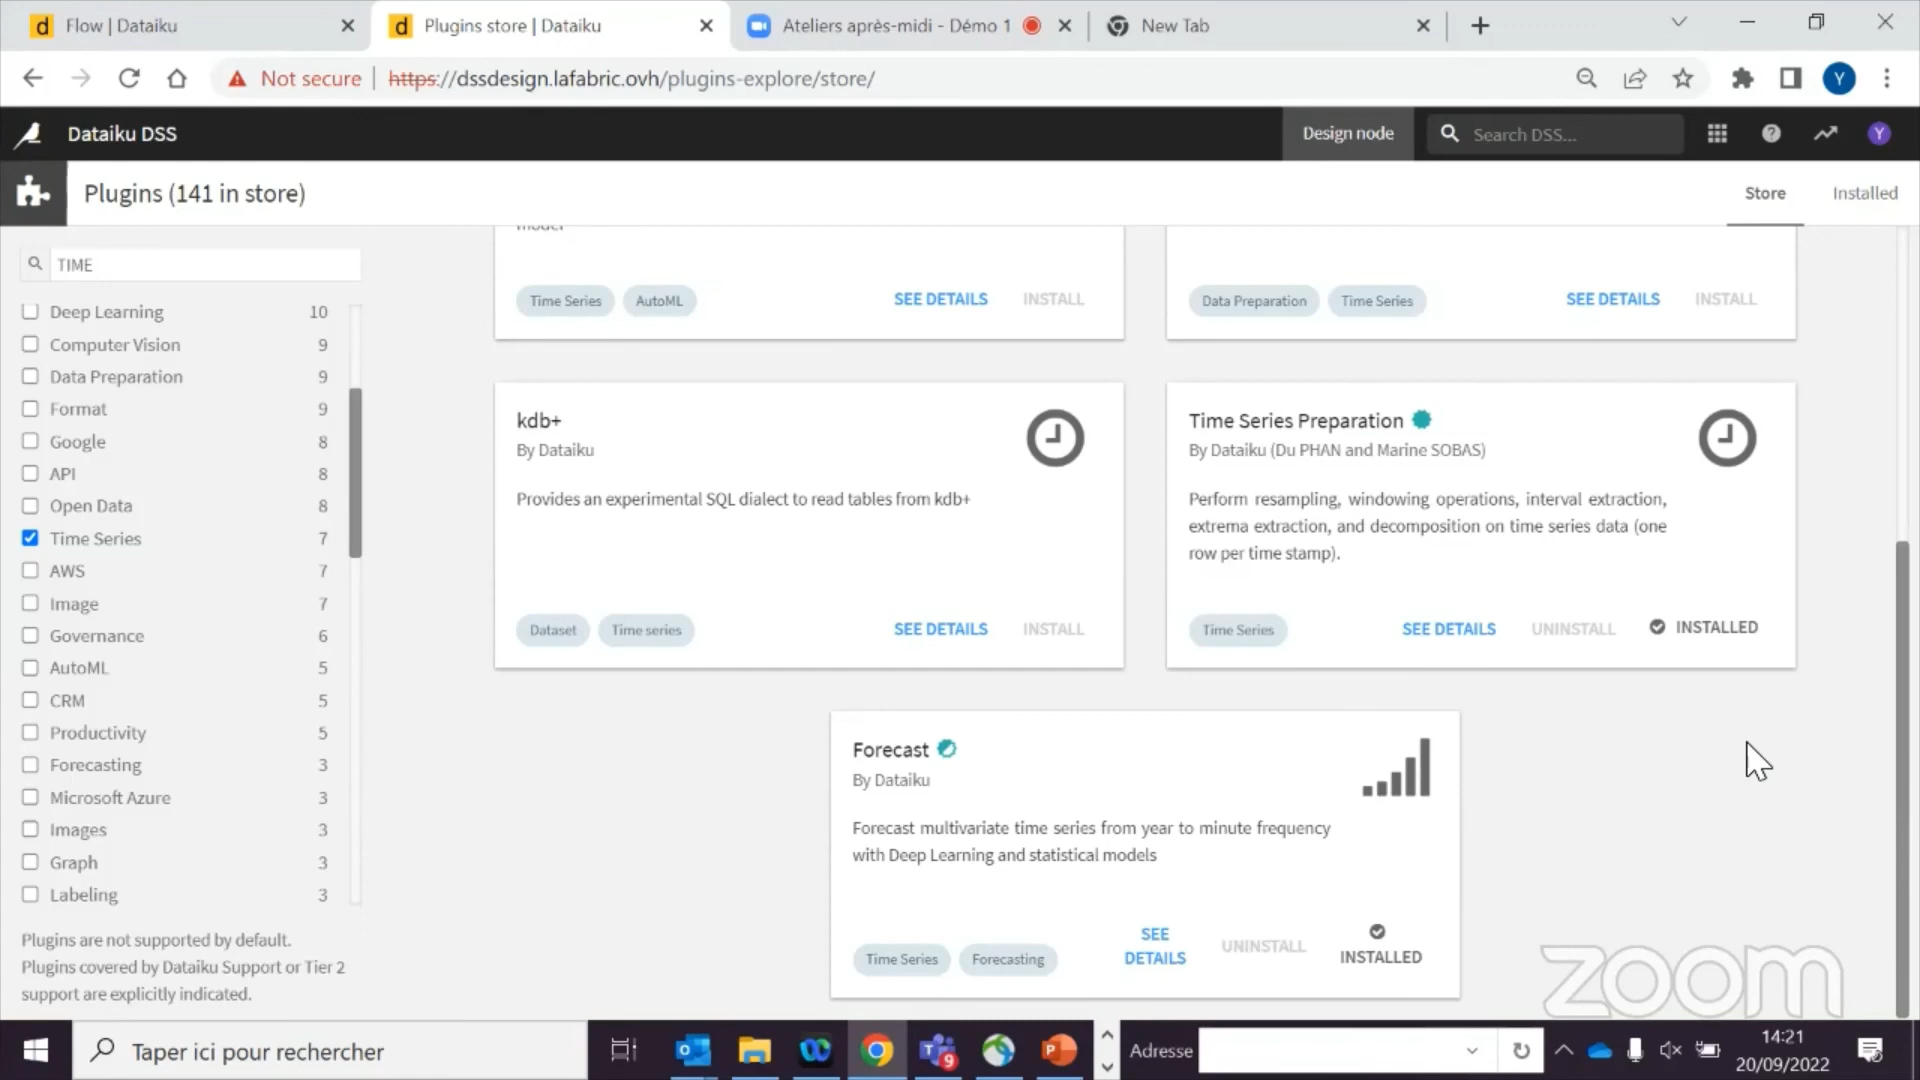 Flow | Dataiku
Plugins store | Dataiku
Ateliers après-midi - Démo 1
New Tab
Not secure
https://dssdesign.lafabric.ovh/plugins-explore/store/
Y
Dataiku DSS
Design node
Search DSS...
Y
Plugins (141 in store)
Store
Installed
TIME
Deep Learning 10
Computer Vision 9
Data Preparation 9
Format 9
Google 8
API 8
Open Data 8
Time Series 7
AWS 7
Image 7
Governance 6
AutoML 5
CRM 5
Productivity 5
Forecasting 3
Microsoft Azure 3
Images 3
Graph 3
Labeling 3
Plugins are not supported by default.
Plugins covered by Dataiku Support or Tier 2
support are explicitly indicated.
model
Time Series AutoML SEE DETAILS INSTALL
Data Preparation Time Series SEE DETAILS INSTALL
kdb+
By Dataiku
Provides an experimental SQL dialect to read tables from kdb+
Dataset Time series SEE DETAILS INSTALL
Time Series Preparation
By Dataiku (Du PHAN and Marine SOBAS)
Perform resampling, windowing operations, interval extraction,
extrema extraction, and decomposition on time series data (one
row per time stamp).
Time Series SEE DETAILS UNINSTALL INSTALLED
Forecast
By Dataiku
Forecast multivariate time series from year to minute frequency
with Deep Learning and statistical models
Time Series Forecasting
SEE
DETAILS
UNINSTALL
INSTALLED
zoom
Taper ici pour rechercher
9
Adresse
14:21
20/09/2022